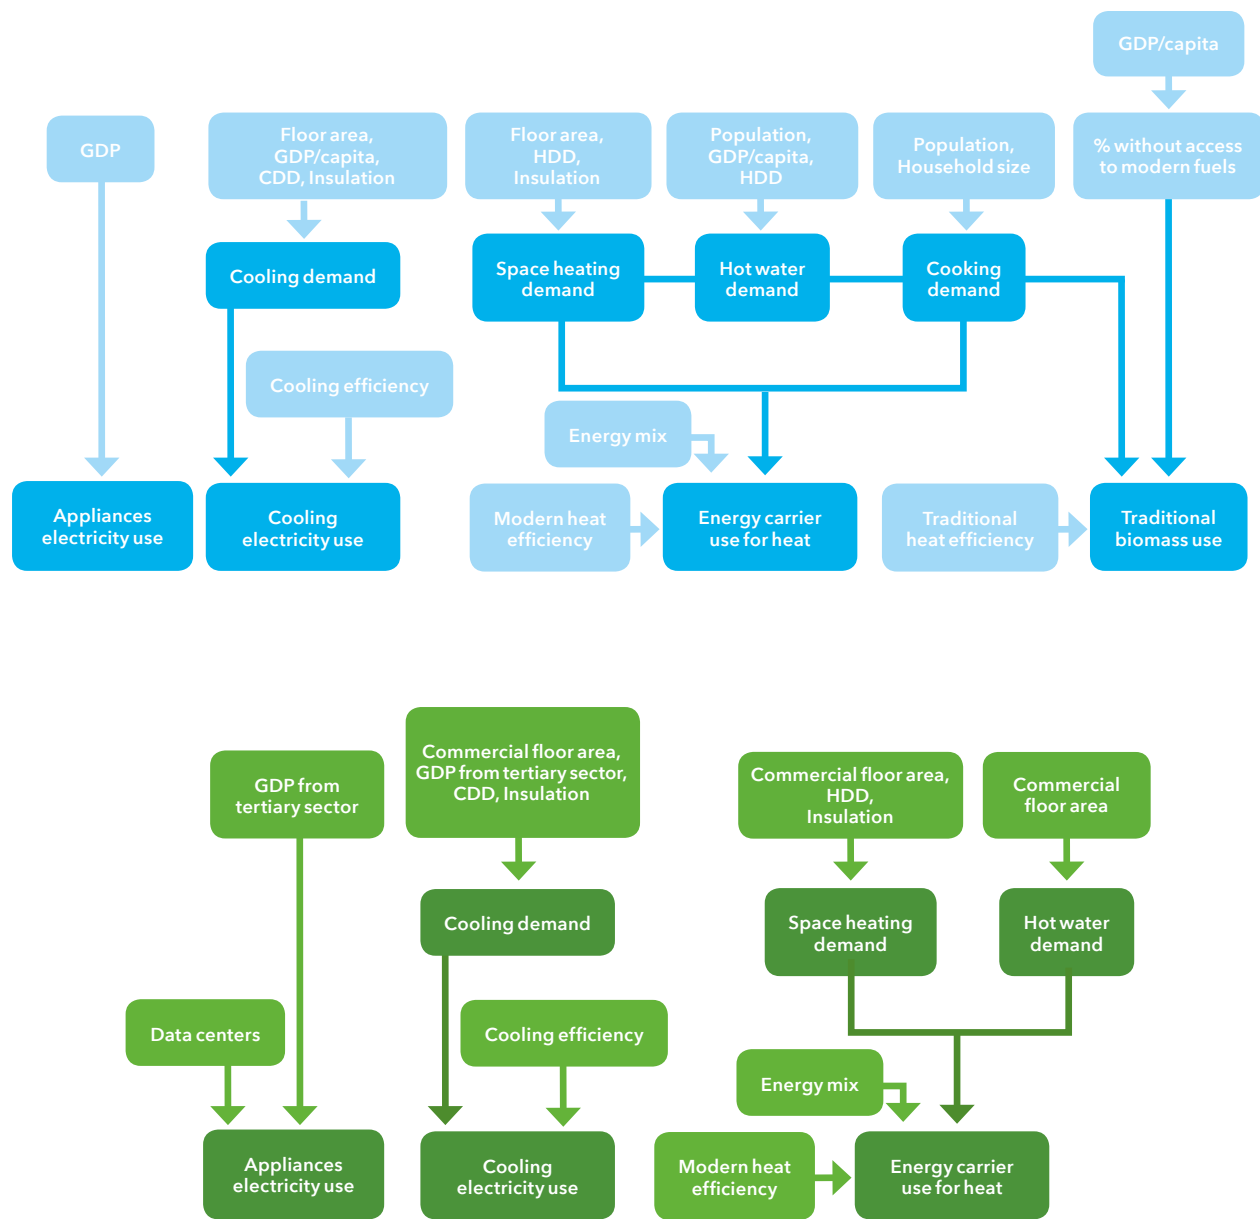 GDP/capita
GDP
Floor area,
GDP/capita,
CDD, Insulation
Floor area,
HDD,
Insulation
Population,
GDP/capita,
HDD
Population,
Household size
% without access
to modern fuels
Cooling demand
Space heating
demand
Hot water
demand
Cooking
demand
Cooling efficiency
Energy mix
Appliances
electricity use
Cooling
electricity use
Modern heat
efficiency
Energy carrier
use for heat
Traditional
heat efficiency
Traditional
biomass use
GDP from
tertiary sector
Commercial floor area,
GDP from tertiary sector,
CDD, Insulation
Commercial floor area,
HDD,
Insulation
Commercial
floor area
Cooling demand
Space heating
demand
Hot water
demand
Data centers
Cooling efficiency
Energy mix
Appliances
electricity use
Cooling
electricity use
Modern heat
efficiency
Energy carrier
use for heat